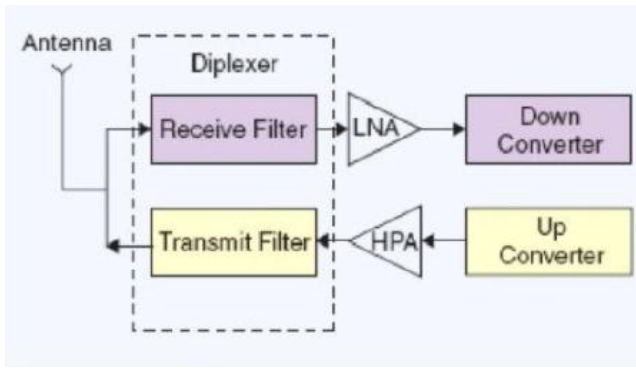 Antenna
Diplexer
Receive Filter
LNA
Down
Converter
Transmit Filter
HPA
Up
Converter